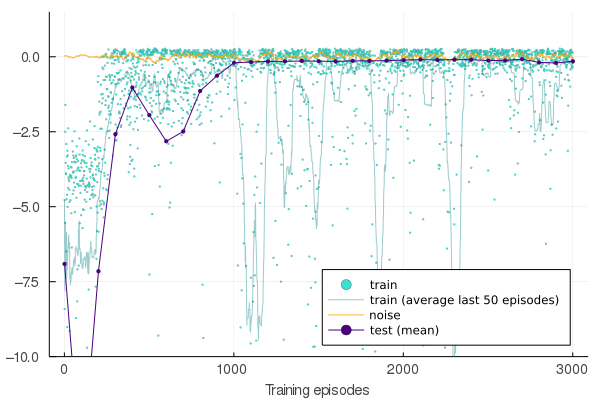 0.0
−2.5
−5.0
−7.5
−10.0
0
1000
2000
3000
Training episodes
train
train (average last 50 episodes)
noise
test (mean)